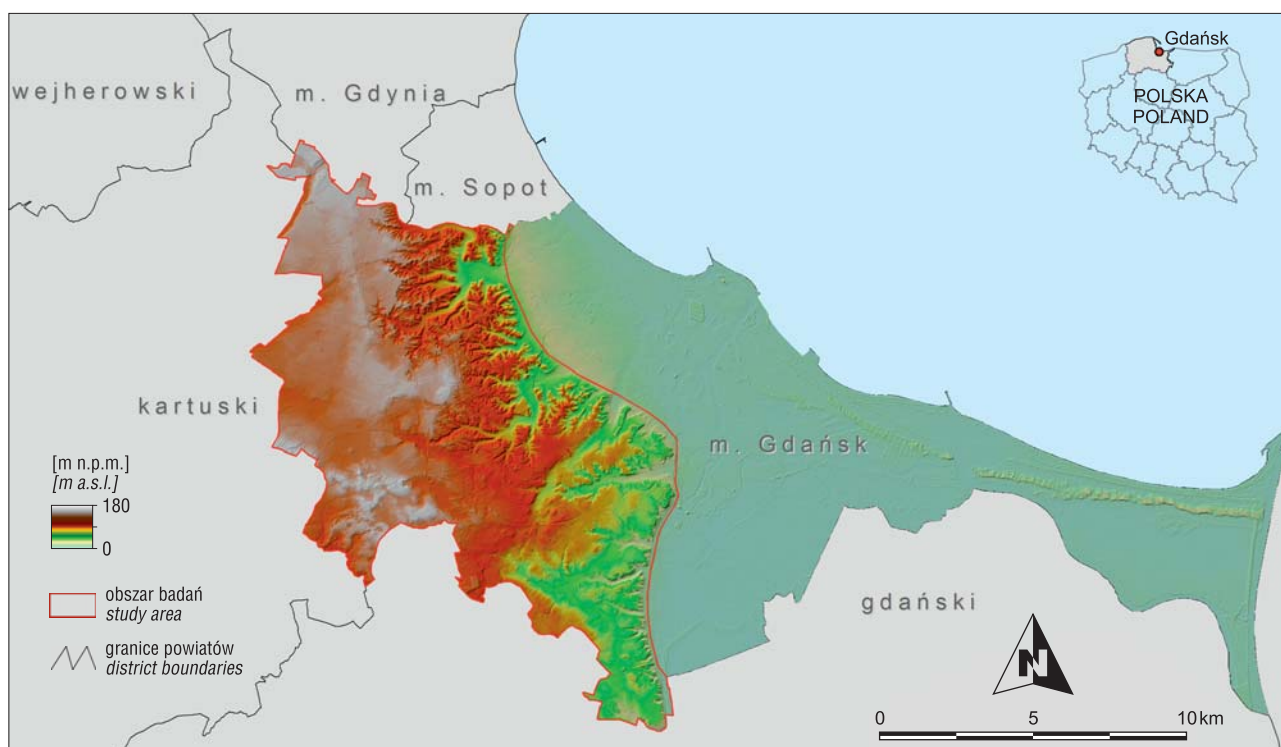 Gdańsk
POLSKA
POLAND
wejherowski
m. Gdynia
m. Sopot
kartuski
m. Gdańsk
gdański
[m n.p.m.]
[m a.s.l.]
180
0
obszar badań
study area
granice powiatów
district boundaries
N
0 5 10 km